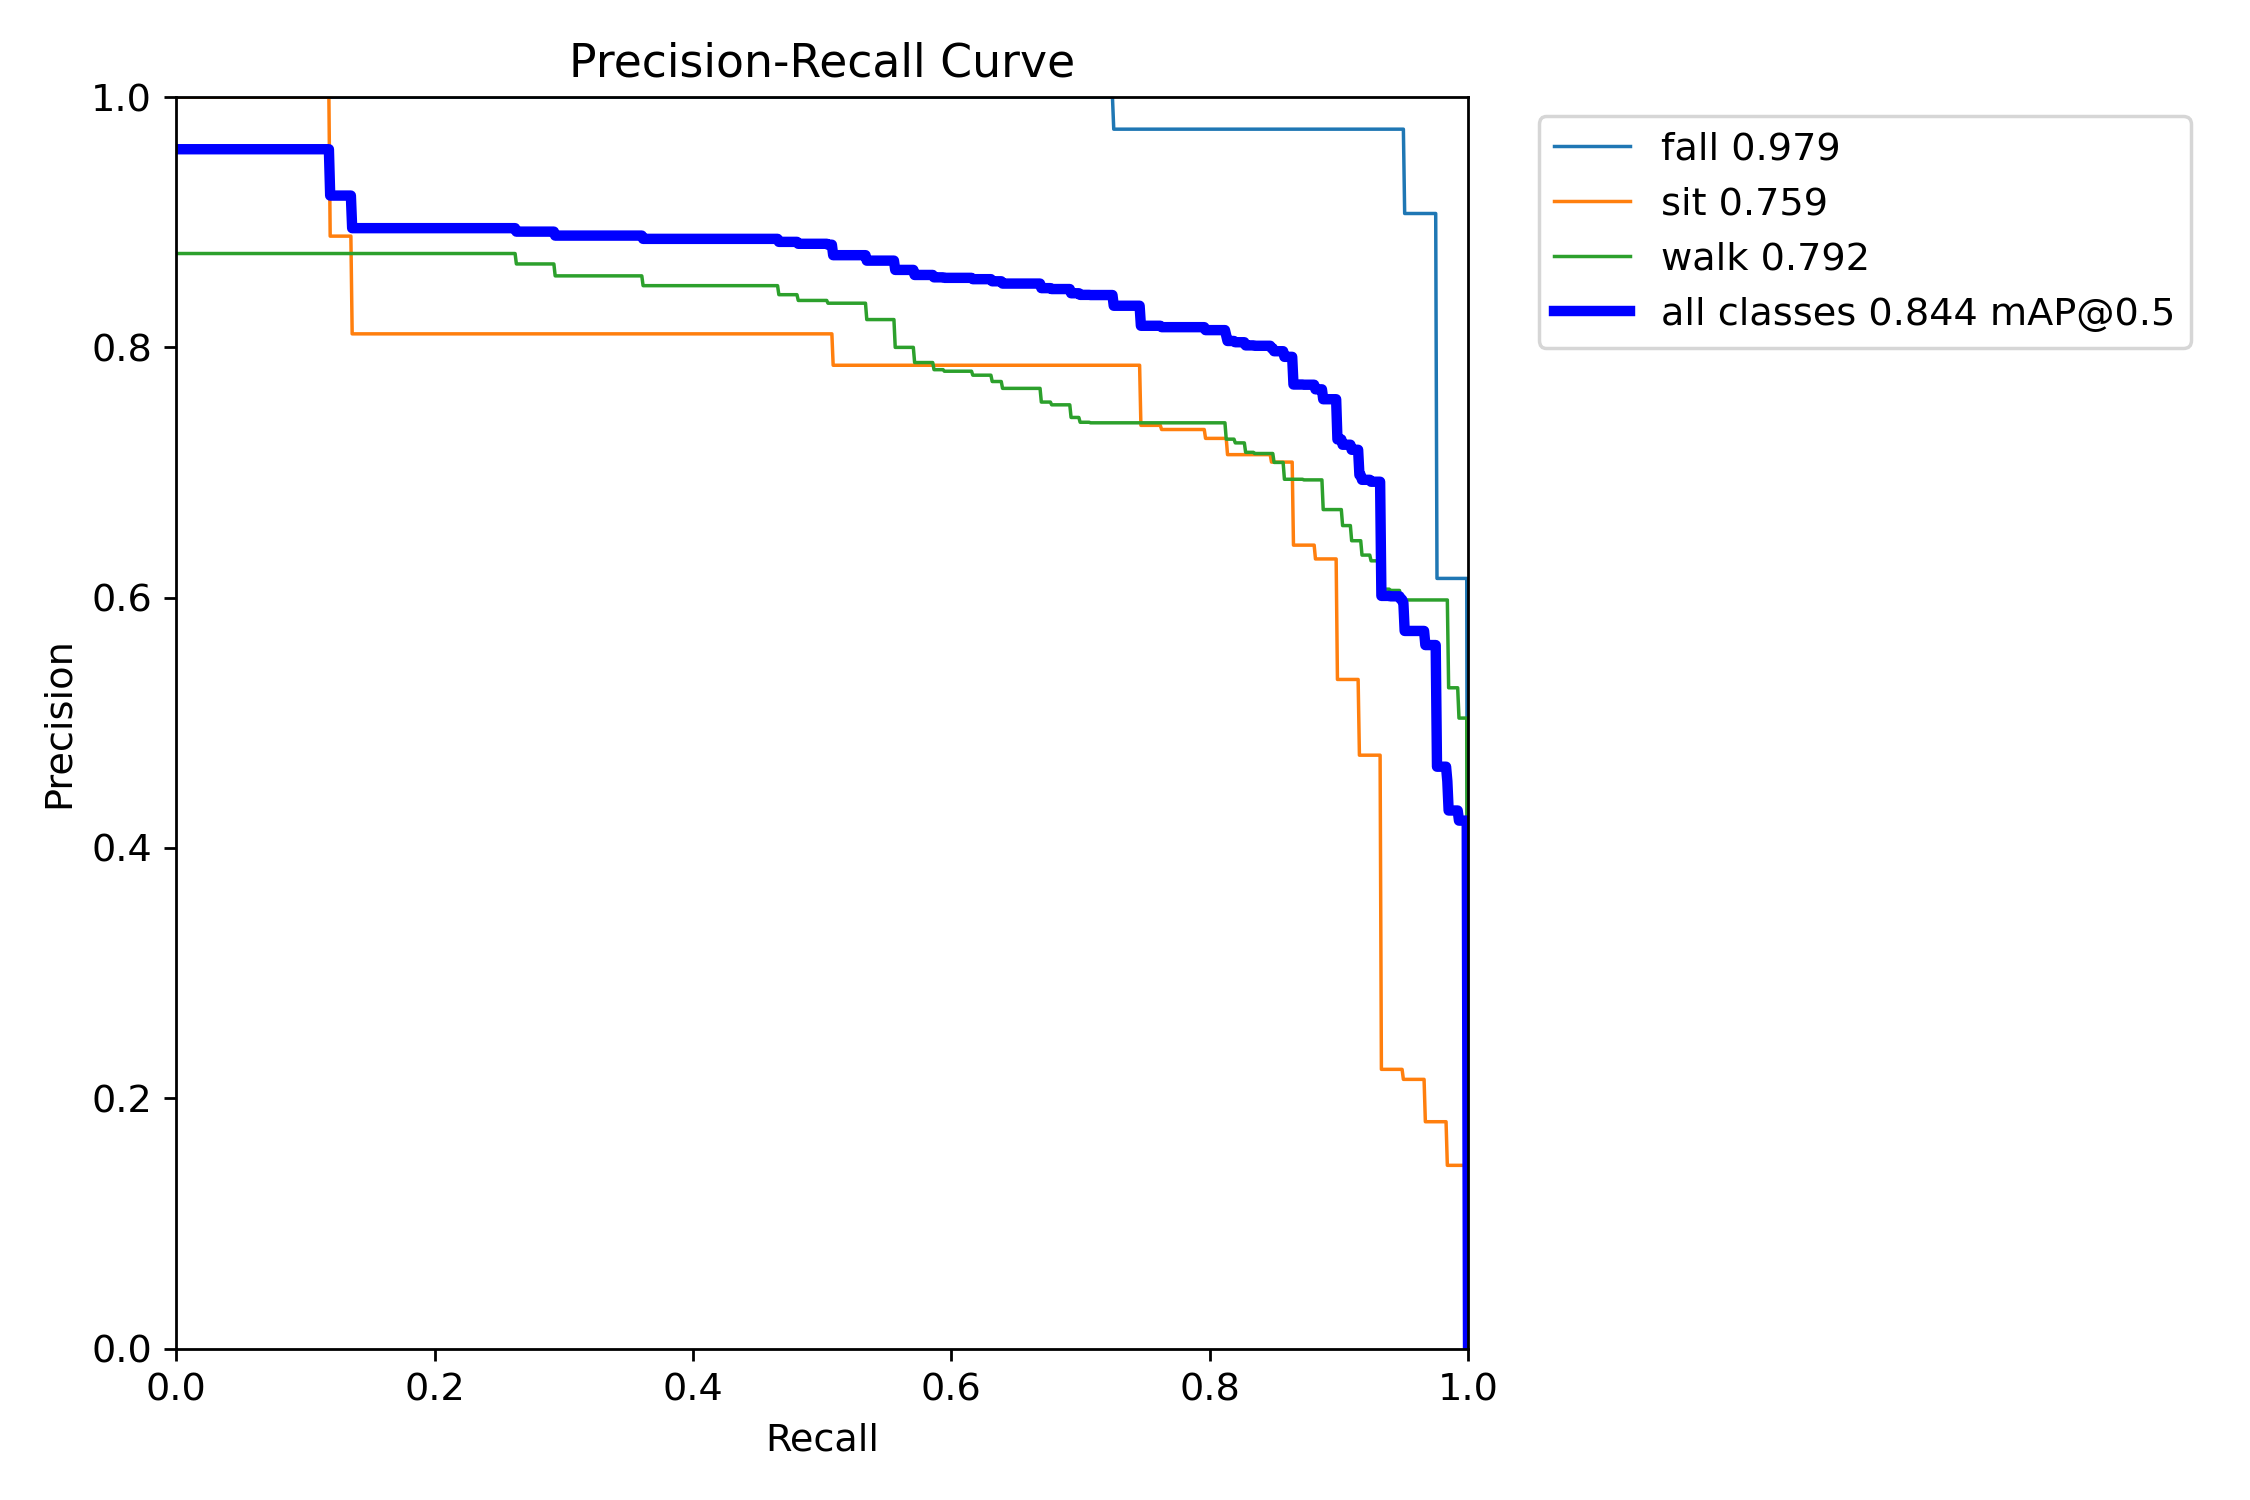 Precision-Recall Curve
1.0
0.8
0.6
0.4
0.2
0.0
Precision
0.0 0.2 0.4 0.6 0.8 1.0
Recall
fall 0.979
sit 0.759
walk 0.792
all classes 0.844 mAP@0.5